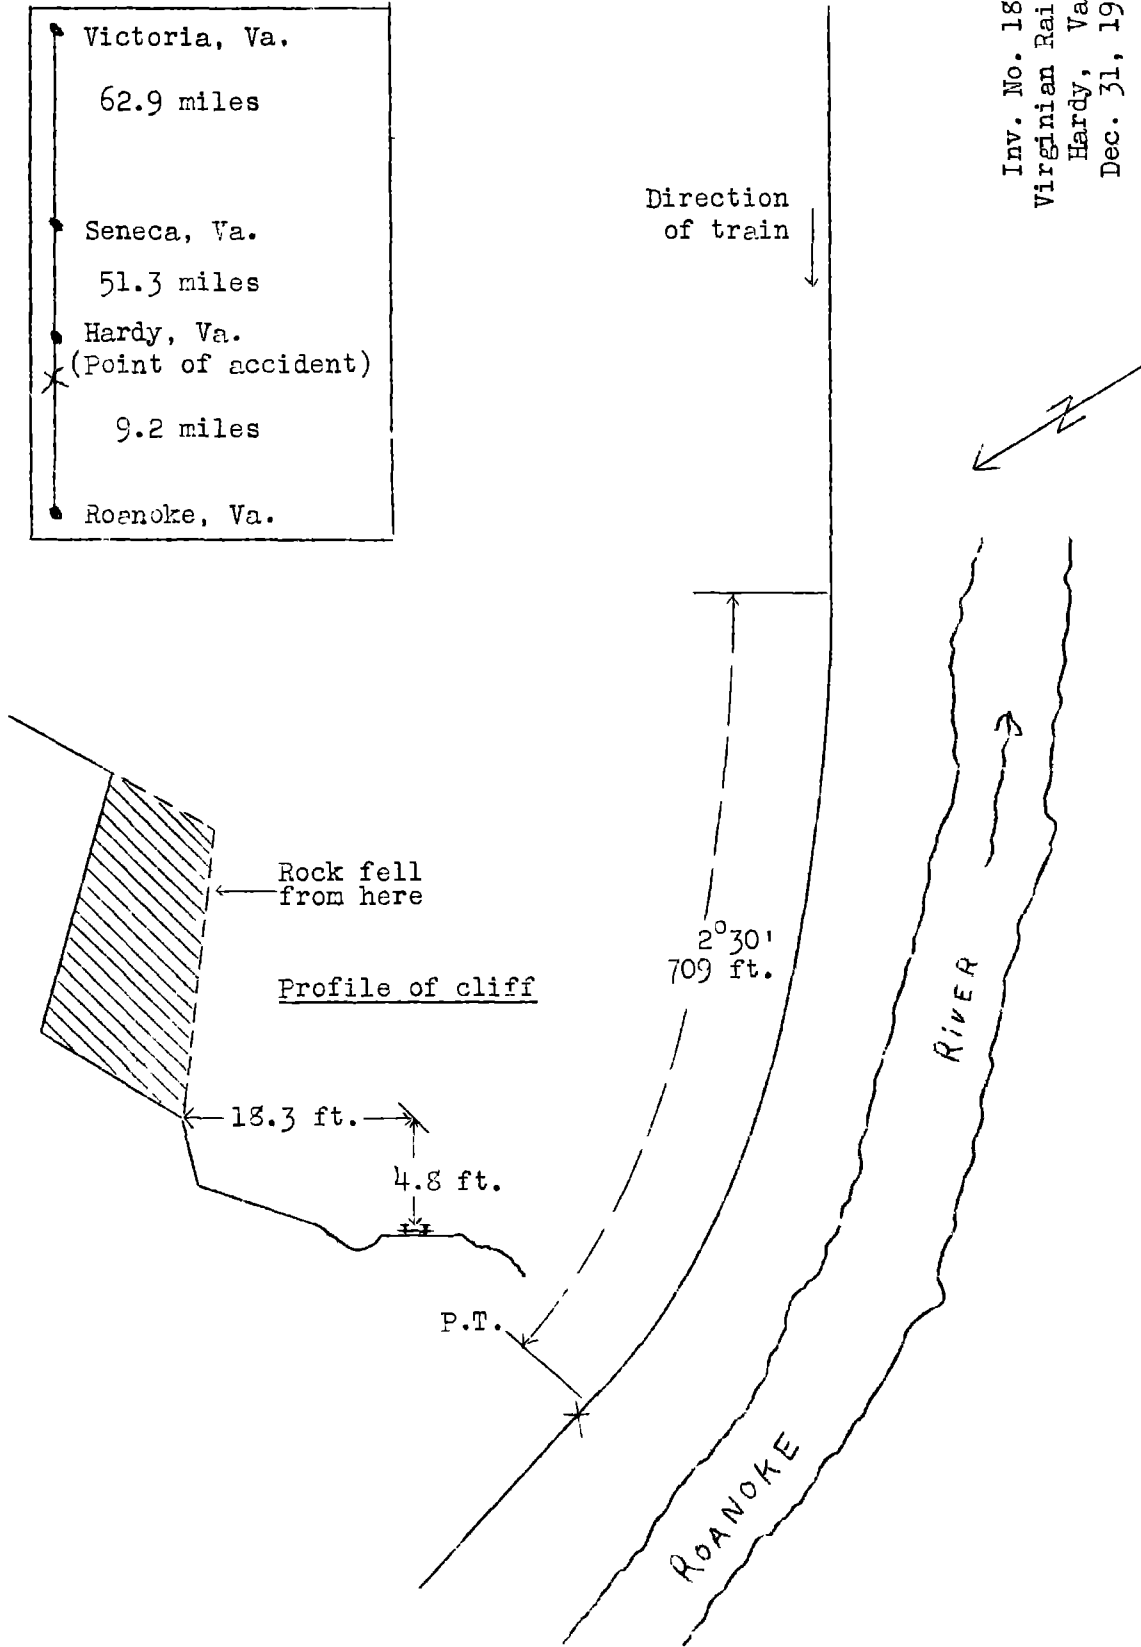 Victoria, Va.
62.9 miles
Seneca, Va.
51.3 miles
Hardy, Va.
(Point of accident)
9.2 miles
Roanoke, Va.
Inv. No. 18
Virginian Rai
Hardy, Va
Dec. 31, 19
Direction
of train
Rock fell
from here
Profile of cliff
2°30'
709 ft.
18.3 ft.
4.8 ft.
P.T.
ROANOKE RIVER